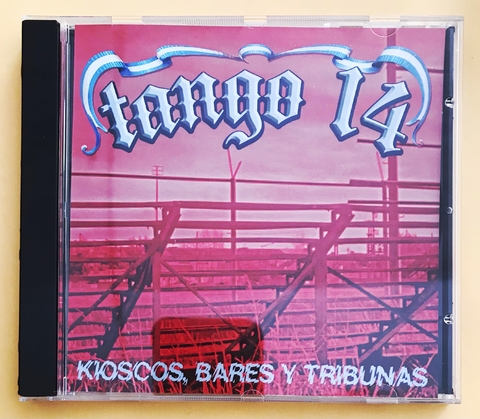 tango 14
KIOSCOS, BARES Y TRIBUNAS